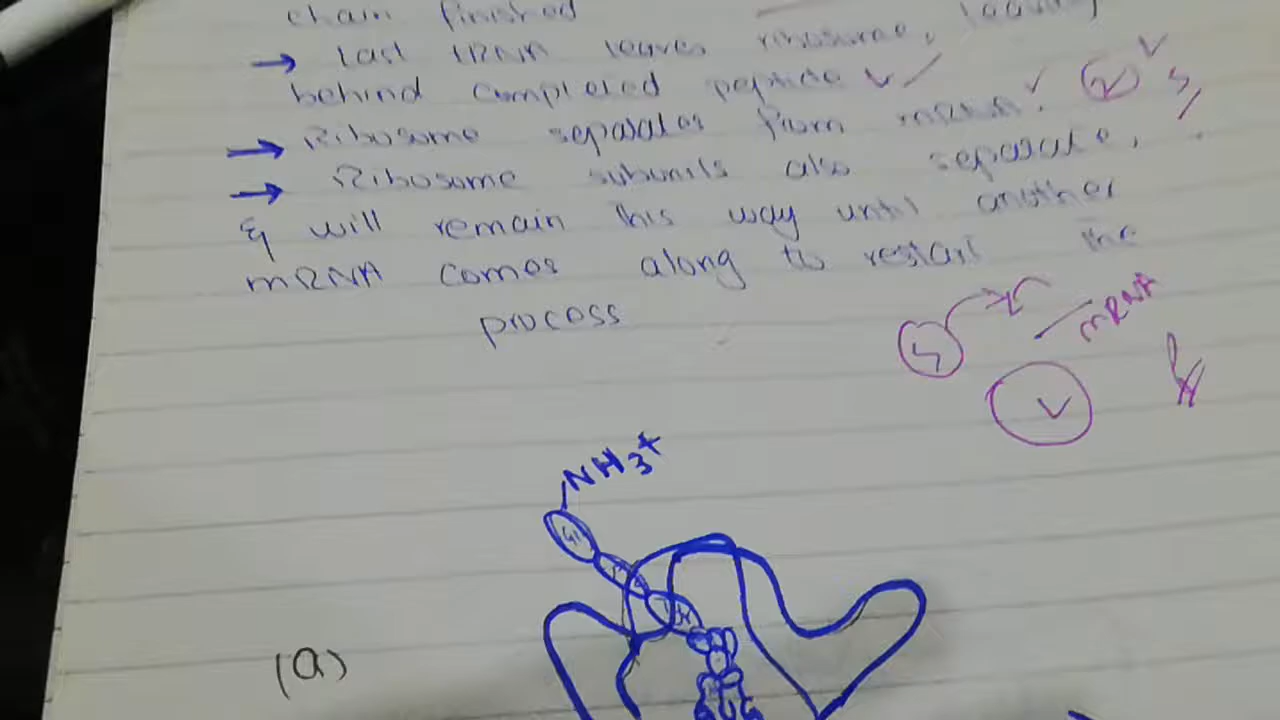 chain finished
→ Last tRNA leaves ribosome, leaving
behind completed peptide
→ Ribosome separates from mRNA.
→ Ribosome subunits also separate,
& will remain this way until another
mRNA comes along to restart the
process
mRNA
NH3+
(a)